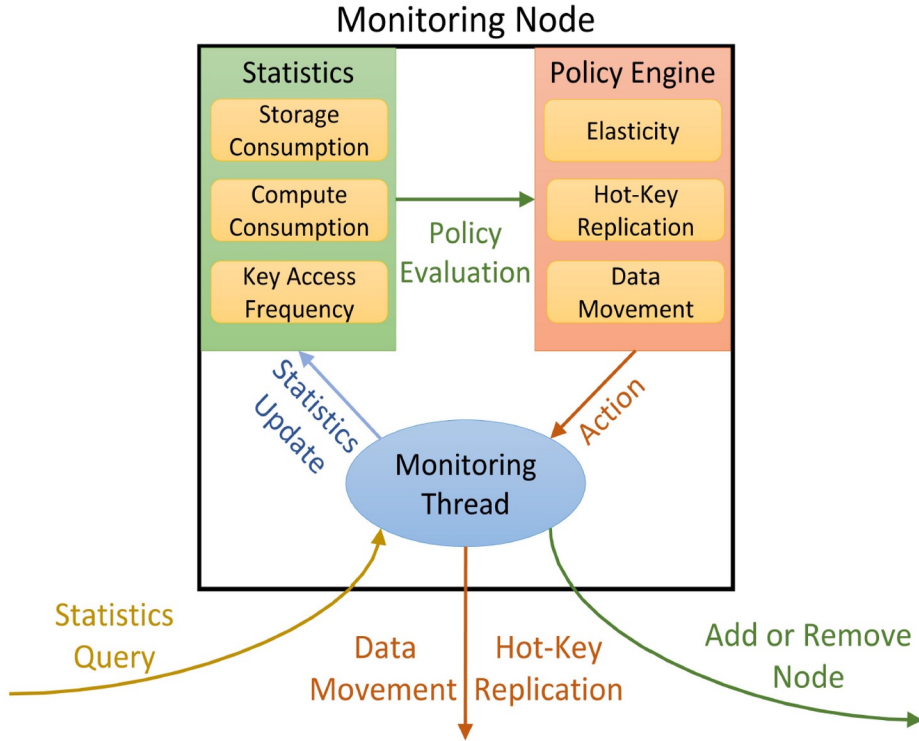 Monitoring Node
Statistics
Storage
Consumption
Compute
Consumption
Key Access
Frequency
Policy
Evaluation
Policy Engine
Elasticity
Hot-Key
Replication
Data
Movement
Statistics
Update
Action
Monitoring
Thread
Statistics
Query
Data
Movement
Hot-Key
Replication
Add or Remove
Node